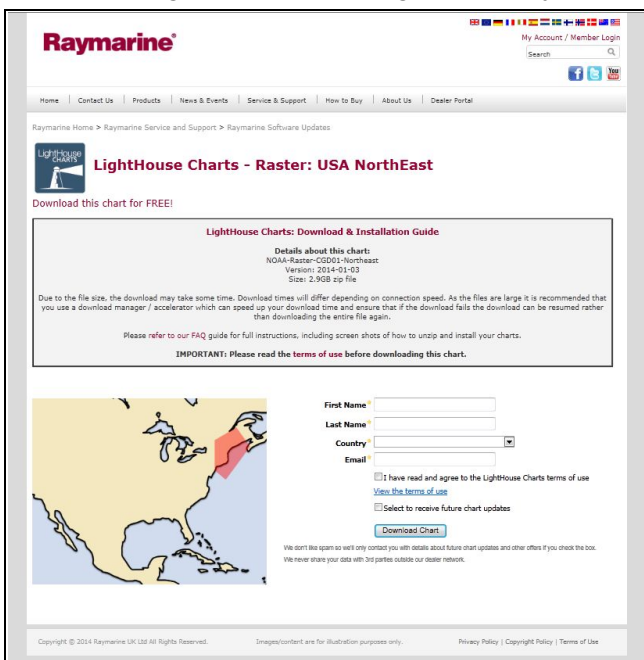 Raymarine®
My Account / Member Login
Search
You
Home | Contact Us | Products | News & Events | Service & Support | How to Buy | About Us | Dealer Portal
Raymarine Home > Raymarine Service and Support > Raymarine Software Updates
LightHouse
CHARTS
LightHouse Charts - Raster: USA NorthEast
Download this chart for FREE!
LightHouse Charts: Download & Installation Guide
Details about this chart:
NOAA-Raster-CGD01-Northeast
Version: 2014-01-03
Size: 2.9GB zip file
Due to the file size, the download may take some time. Download times will differ depending on connection speed. As the files are large it is recommended that
you use a download manager / accelerator which can speed up your download time and ensure that if the download fails the download can be resumed rather
than downloading the entire file again.
Please refer to our FAQ guide for full instructions, including screen shots of how to unzip and install your charts.
IMPORTANT: Please read the terms of use before downloading this chart.
First Name*
Last Name*
Country*
Email*
I have read and agree to the LightHouse Charts terms of use
View the terms of use
Select to receive future chart updates
Download Chart
We don't like spam so we'll only contact you with details about future chart updates and other offers if you check the box.
We never share your data with 3rd parties outside our dealer network.
Copyright © 2014 Raymarine UK Ltd All Rights Reserved.
Images/content are for illustration purposes only.
Privacy Policy | Copyright Policy | Terms of Use